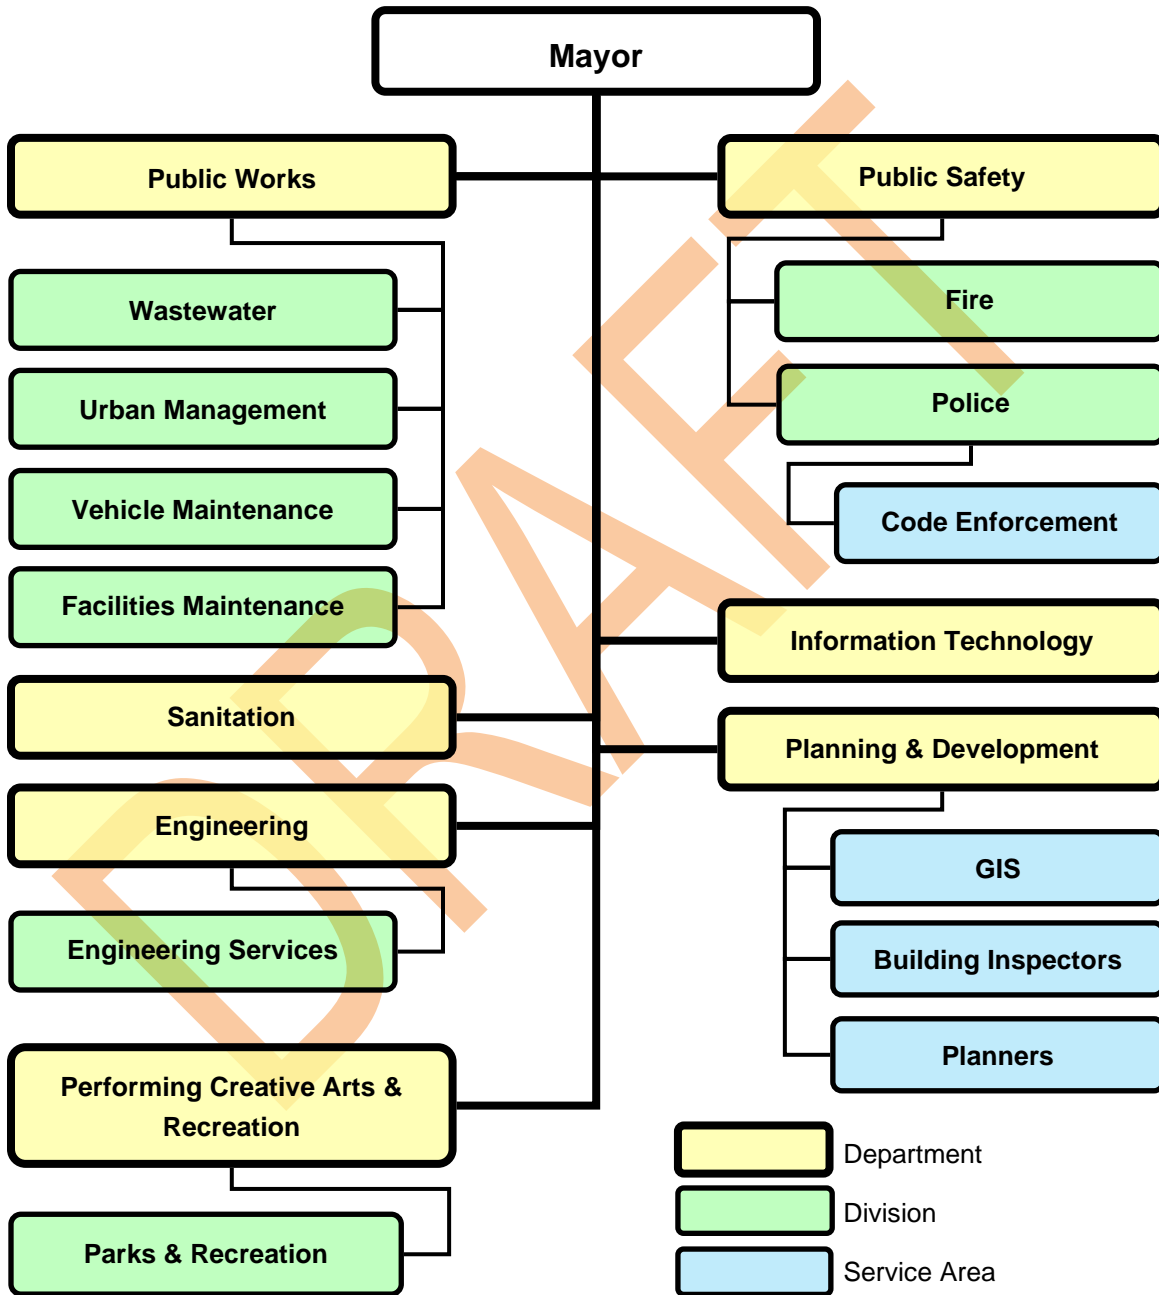 Mayor
Public Works
Wastewater
Urban Management
Vehicle Maintenance
Facilities Maintenance
Sanitation
Engineering
Engineering Services
Performing Creative Arts &
Recreation
Parks & Recreation
Public Safety
Fire
Police
Code Enforcement
Information Technology
Planning & Development
GIS
Building Inspectors
Planners
Department
Division
Service Area
DRAFT